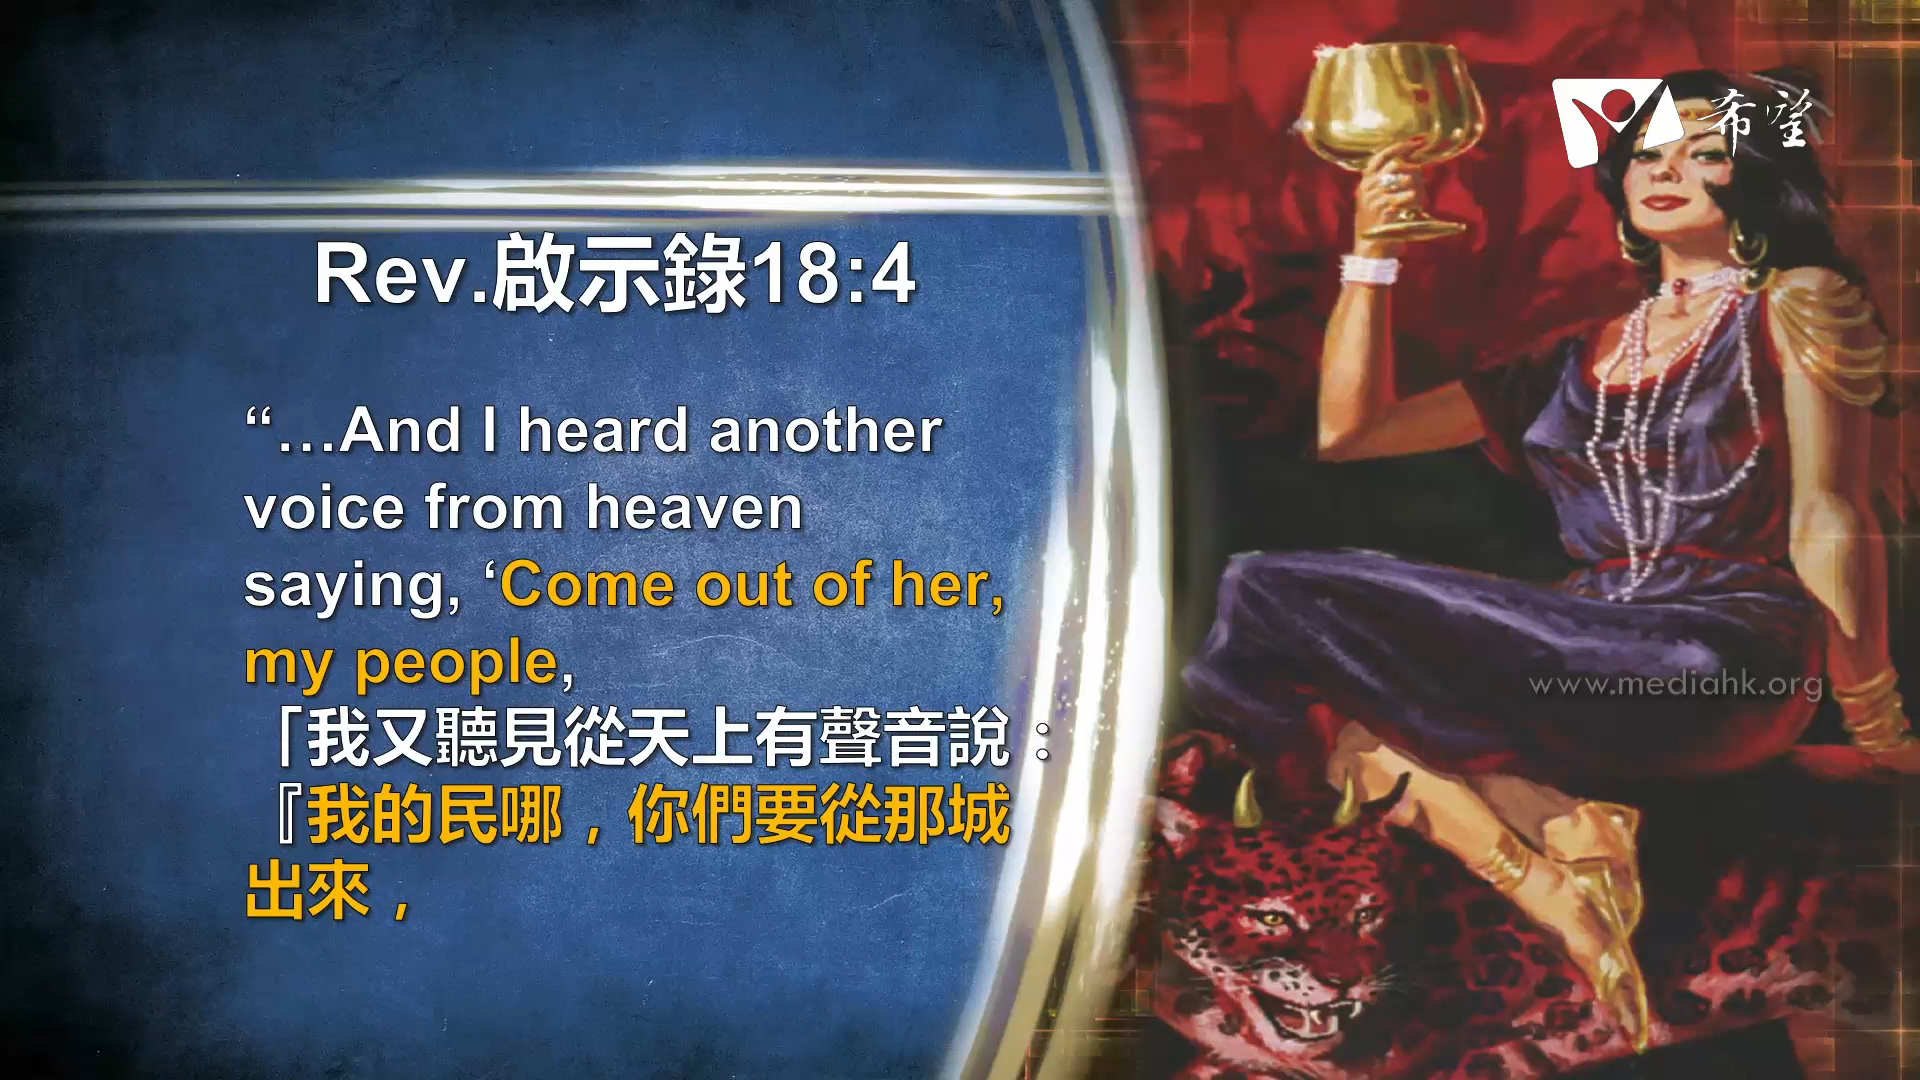 希望
Rev.啟示錄18:4
“…And I heard another
voice from heaven
saying, ‘Come out of her,
my people,
「我又聽見從天上有聲音說：
『我的民哪，你們要從那城
出來，
www.mediahk.org